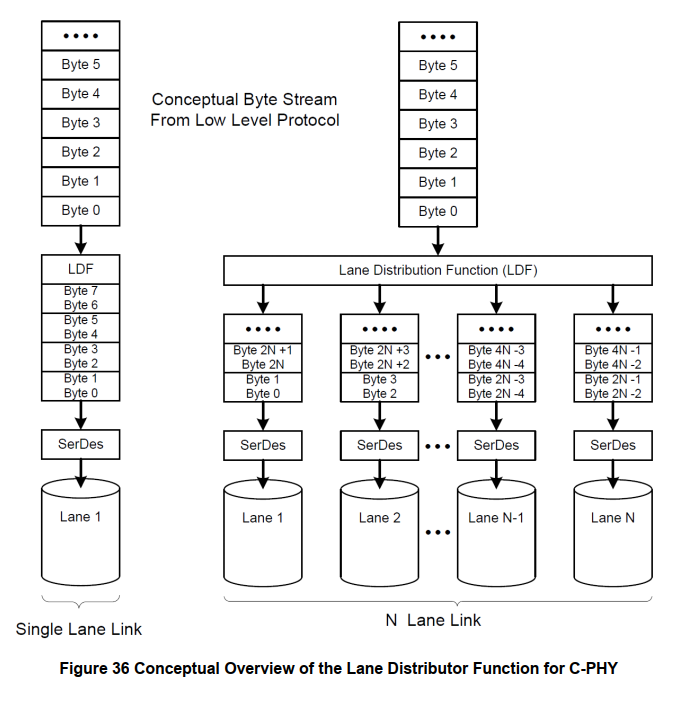 ••••
Byte 5
Byte 4
Byte 3
Byte 2
Byte 1
Byte 0
LDF
Byte 7
Byte 6
Byte 5
Byte 4
Byte 3
Byte 2
Byte 1
Byte 0
SerDes
Lane 1
Single Lane Link
Conceptual Byte Stream
From Low Level Protocol
••••
Byte 5
Byte 4
Byte 3
Byte 2
Byte 1
Byte 0
Lane Distribution Function (LDF)
••••
Byte 2N +1
Byte 2N
Byte 1
Byte 0
SerDes
Lane 1
••••
Byte 2N +3
Byte 2N +2
Byte 3
Byte 2
SerDes
Lane 2
•••
•••
•••
••••
Byte 4N -3
Byte 4N -4
Byte 2N -3
Byte 2N -4
SerDes
Lane N-1
••••
Byte 4N -1
Byte 4N -2
Byte 2N -1
Byte 2N -2
SerDes
Lane N
N Lane Link
Figure 36 Conceptual Overview of the Lane Distributor Function for C-PHY